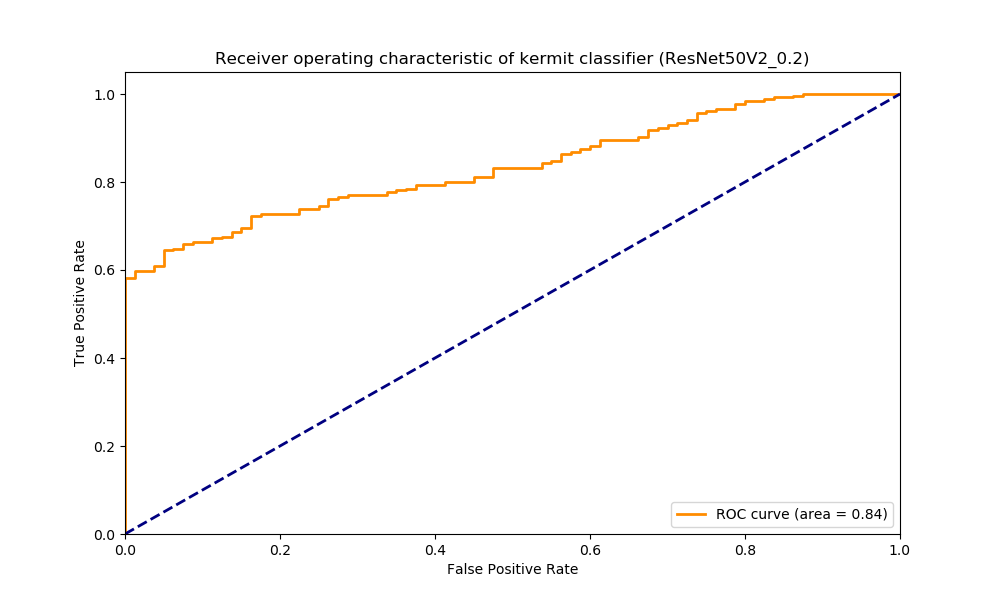 Receiver operating characteristic of kermit classifier (ResNet50V2_0.2)
1.0
0.8
0.6
0.4
0.2
0.0
True Positive Rate
ROC curve (area = 0.84)
0.0 0.2 0.4 0.6 0.8 1.0
False Positive Rate